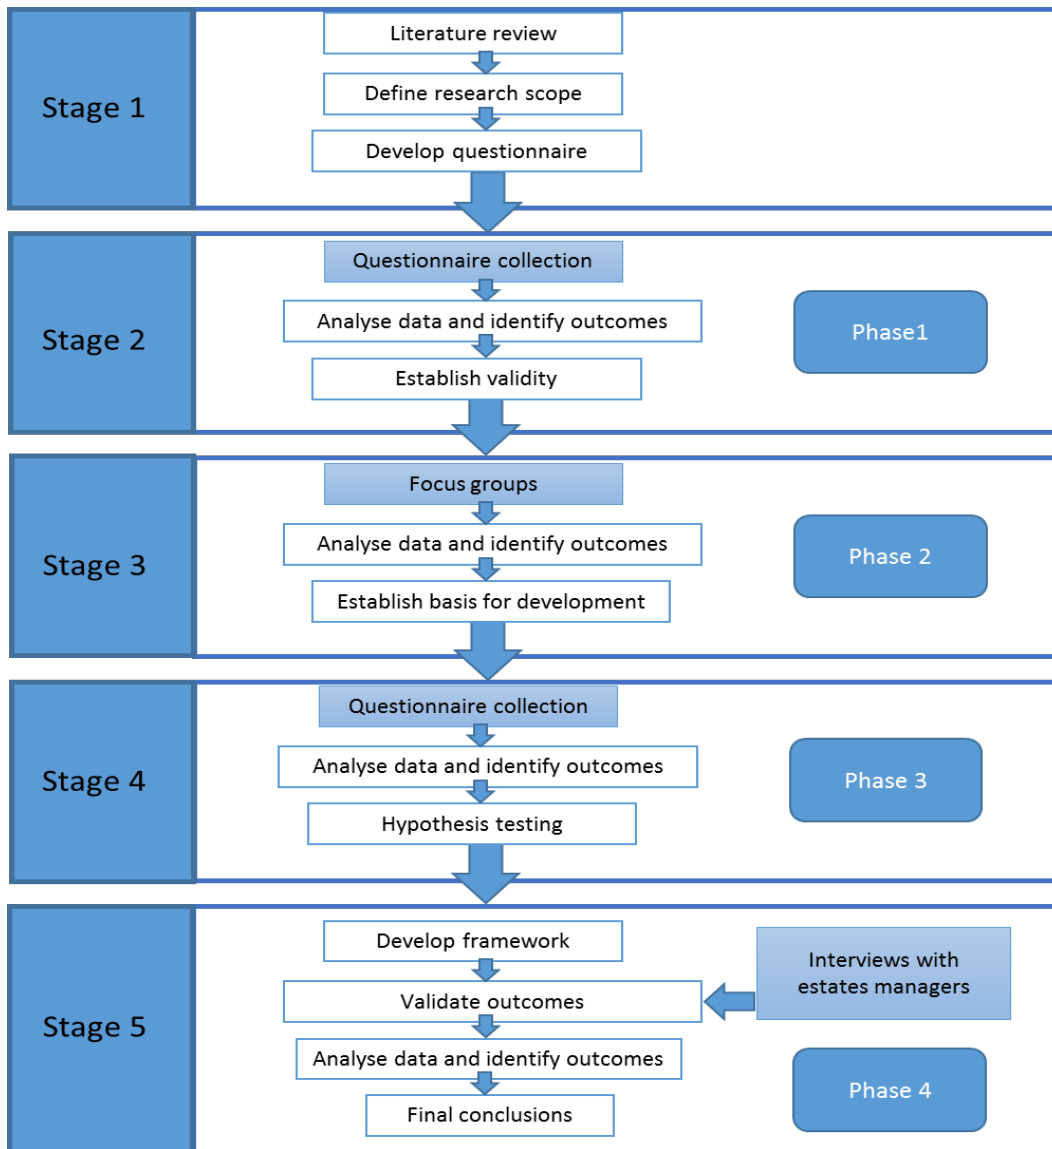 Stage 1
Literature review
Define research scope
Develop questionnaire
Stage 2
Questionnaire collection
Analyse data and identify outcomes
Establish validity
Phase1
Stage 3
Focus groups
Analyse data and identify outcomes
Establish basis for development
Phase 2
Stage 4
Questionnaire collection
Analyse data and identify outcomes
Hypothesis testing
Phase 3
Stage 5
Develop framework
Validate outcomes
Analyse data and identify outcomes
Final conclusions
Interviews with
estates managers
Phase 4